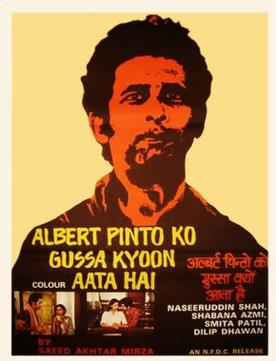 ALBERT PINTO KO
GUSSA KYOON
AATA HAI
अल्बर्ट पिन्टो को
गुस्सा क्यों
आता है
COLOUR
NASEERUDDIN SHAH,
SHABANA AZMI,
SMITA PATIL,
DILIP DHAWAN
BY
SAEED AKHTAR MIRZA
AN N.F.D.C. RELEASE